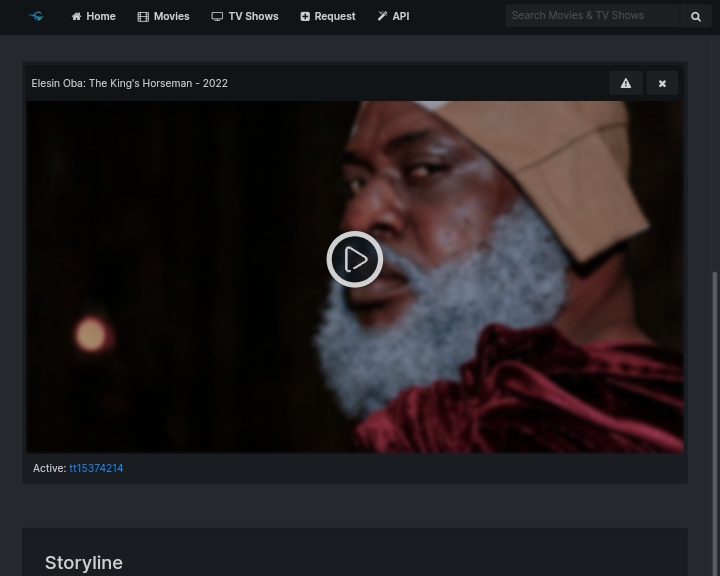 Home
Movies
TV Shows
Request
API
Search Movies & TV Shows
Elesin Oba: The King's Horseman - 2022
Active: tt15374214
Storyline